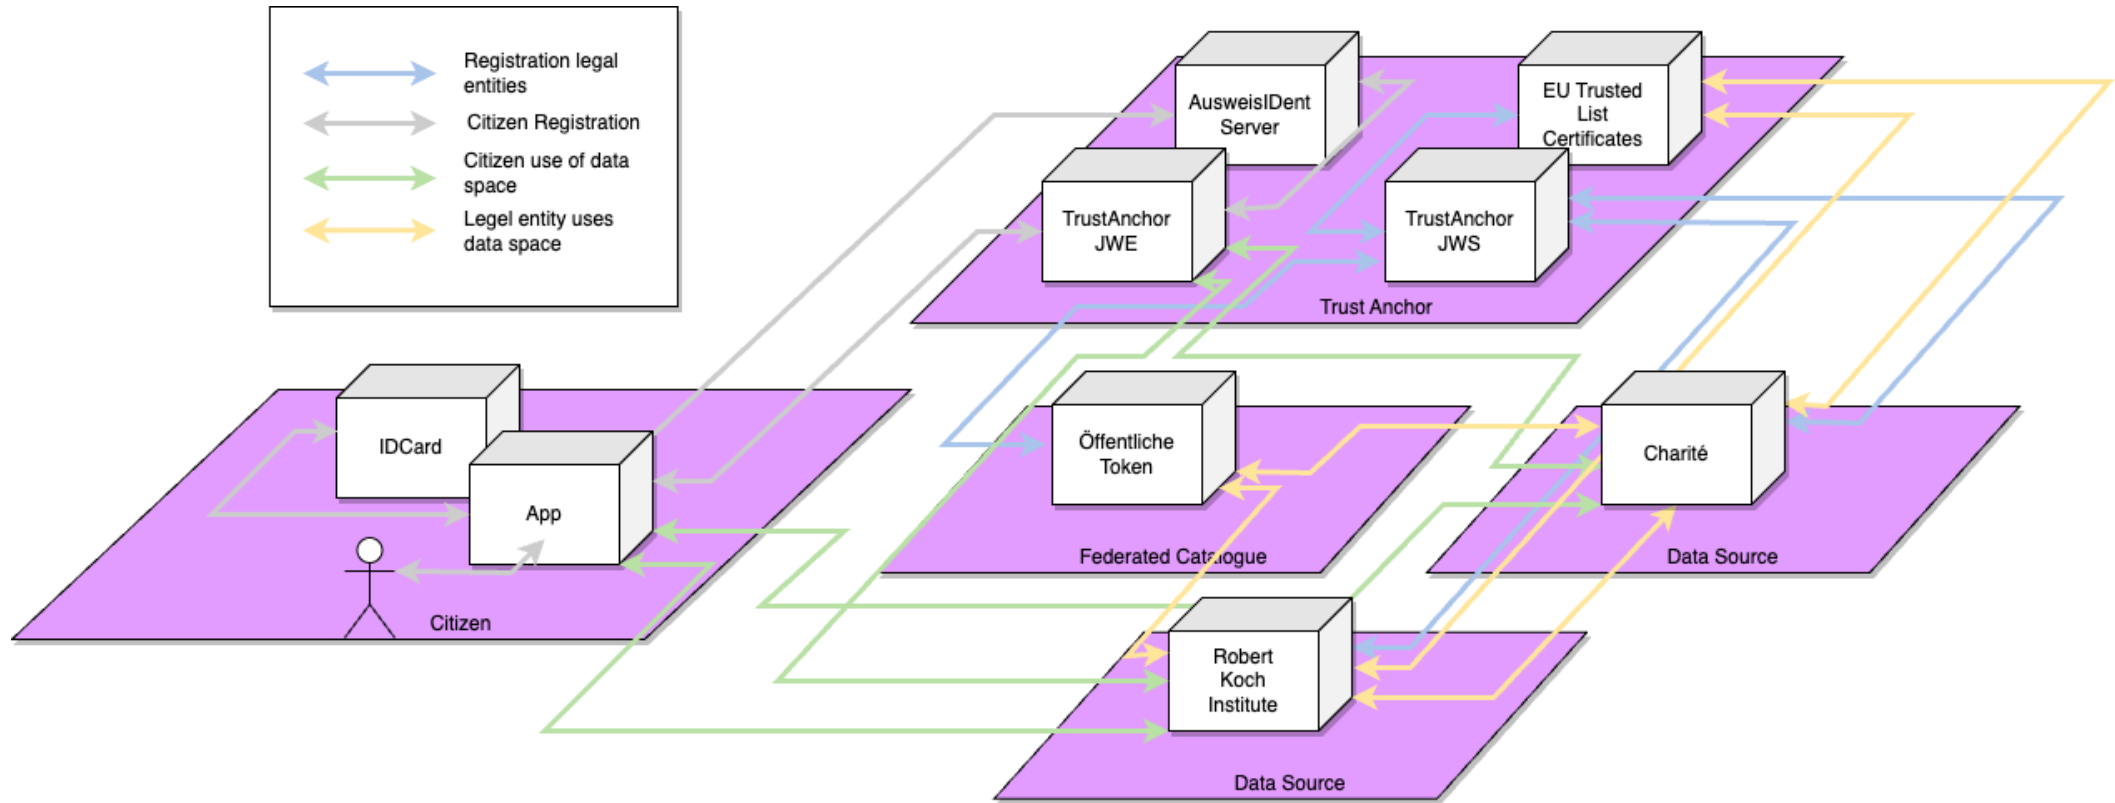 Registration legal
entities
Citizen Registration
Citizen use of data
space
Legel entity uses
data space
AusweisIDent
Server
EU Trusted
List
Certificates
TrustAnchor
JWE
TrustAnchor
JWS
Trust Anchor
IDCard
App
Citizen
Öffentliche
Token
Federated Catalogue
Charité
Data Source
Robert
Koch
Institute
Data Source